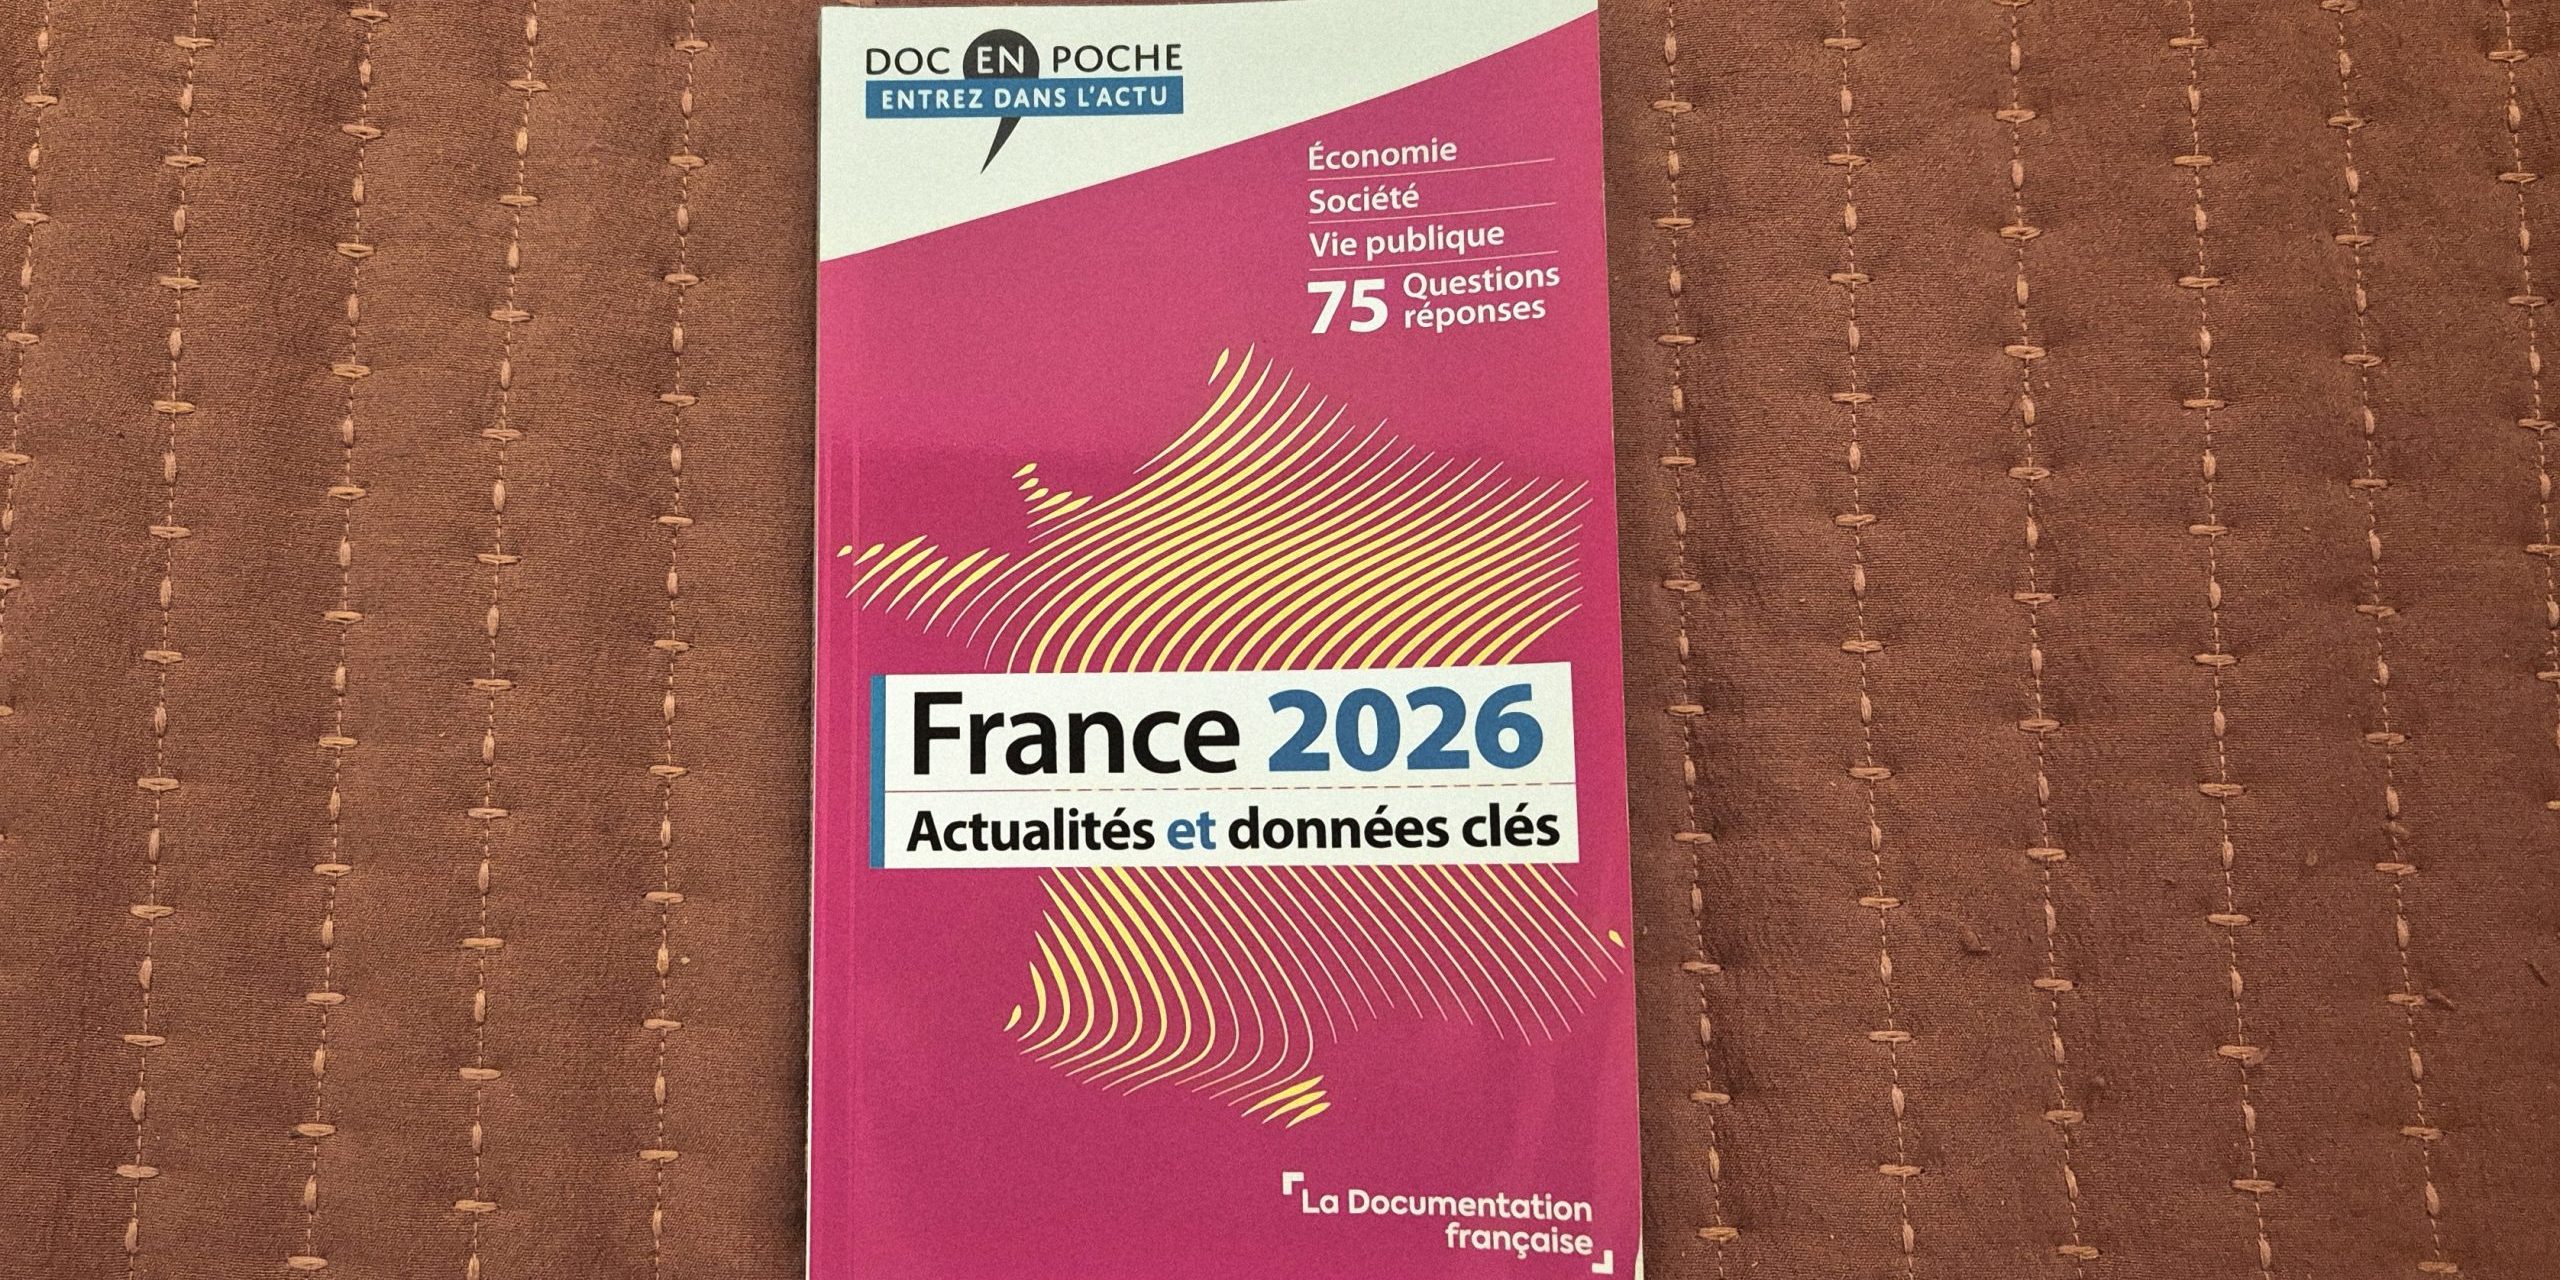 DOC EN POCHE
ENTREZ DANS L'ACTU
Économie
Société
Vie publique
75 Questions
réponses
France 2026
Actualités et données clés
La Documentation
française